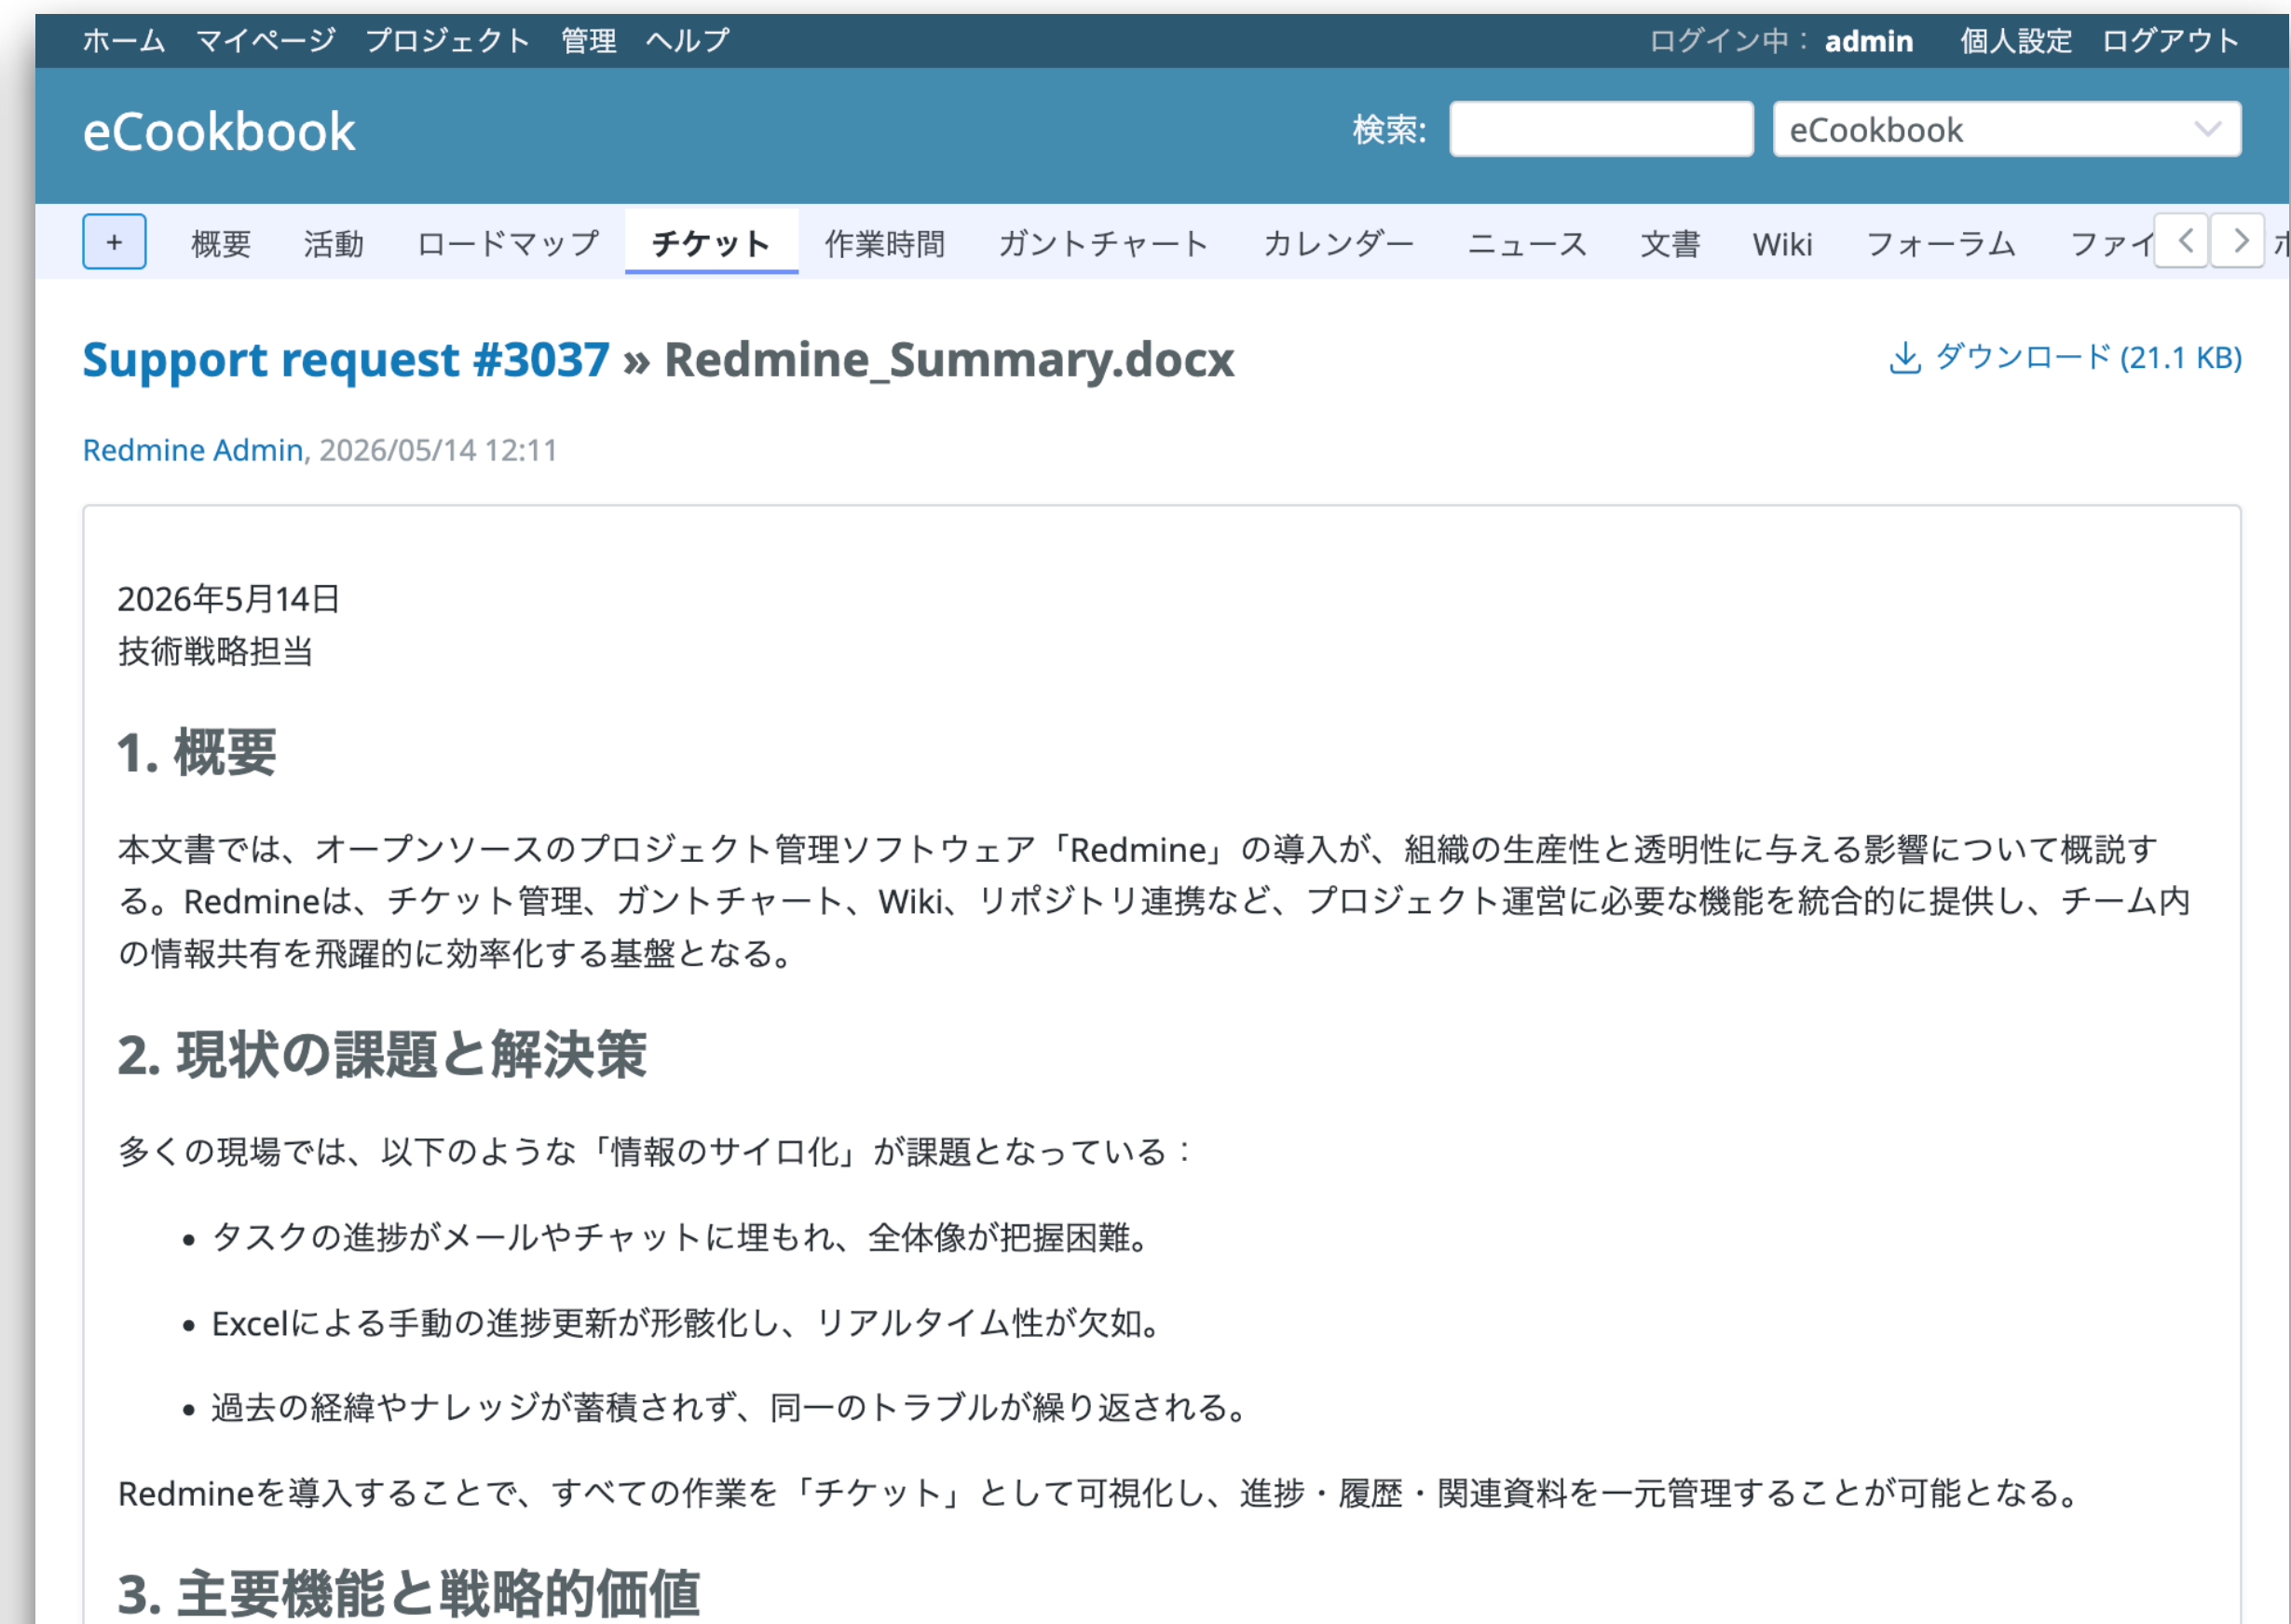 ホーム マイページ プロジェクト 管理 ヘルプ ログイン中： admin 個人設定 ログアウト
eCookbook 検索: eCookbook
+ 概要 活動 ロードマップ チケット 作業時間 ガントチャート カレンダー ニュース 文書 Wiki フォーラム ファイ
Support request #3037 » Redmine_Summary.docx ダウンロード (21.1 KB)
Redmine Admin, 2026/05/14 12:11
2026年5月14日
技術戦略担当
1. 概要
本文書では、オープンソースのプロジェクト管理ソフトウェア「Redmine」の導入が、組織の生産性と透明性に与える影響について概説す
る。Redmineは、チケット管理、ガントチャート、Wiki、リポジトリ連携など、プロジェクト運営に必要な機能を統合的に提供し、チーム内
の情報共有を飛躍的に効率化する基盤となる。
2. 現状の課題と解決策
多くの現場では、以下のような「情報のサイロ化」が課題となっている：
• タスクの進捗がメールやチャットに埋もれ、全体像が把握困難。
• Excelによる手動の進捗更新が形骸化し、リアルタイム性が欠如。
• 過去の経緯やナレッジが蓄積されず、同一のトラブルが繰り返される。
Redmineを導入することで、すべての作業を「チケット」として可視化し、進捗・履歴・関連資料を一元管理することが可能となる。
3. 主要機能と戦略的価値